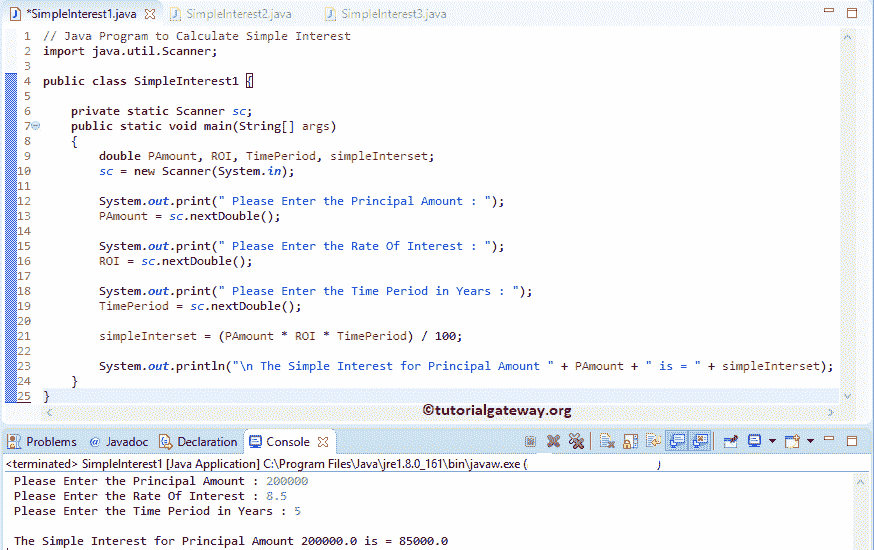 *SimpleInterest1.java SimpleInterest2.java SimpleInterest3.java
1 // Java Program to Calculate Simple Interest
2 import java.util.Scanner;
3
4 public class SimpleInterest1 {
5
6 private static Scanner sc;
7 public static void main(String[] args)
8 {
9 double PAmount, ROI, TimePeriod, simpleInterset;
10 sc = new Scanner(System.in);
11
12 System.out.print(" Please Enter the Principal Amount : ");
13 PAmount = sc.nextDouble();
14
15 System.out.print(" Please Enter the Rate Of Interest : ");
16 ROI = sc.nextDouble();
17
18 System.out.print(" Please Enter the Time Period in Years : ");
19 TimePeriod = sc.nextDouble();
20
21 simpleInterset = (PAmount * ROI * TimePeriod) / 100;
22
23 System.out.println("\n The Simple Interest for Principal Amount " + PAmount + " is = " + simpleInterset);
24 }
25 }
©tutorialgateway.org
Problems @ Javadoc Declaration Console
<terminated> SimpleInterest1 [Java Application] C:\Program Files\Java\jre1.8.0_161\bin\javaw.exe ( )
Please Enter the Principal Amount : 200000
Please Enter the Rate Of Interest : 8.5
Please Enter the Time Period in Years : 5
The Simple Interest for Principal Amount 200000.0 is = 85000.0